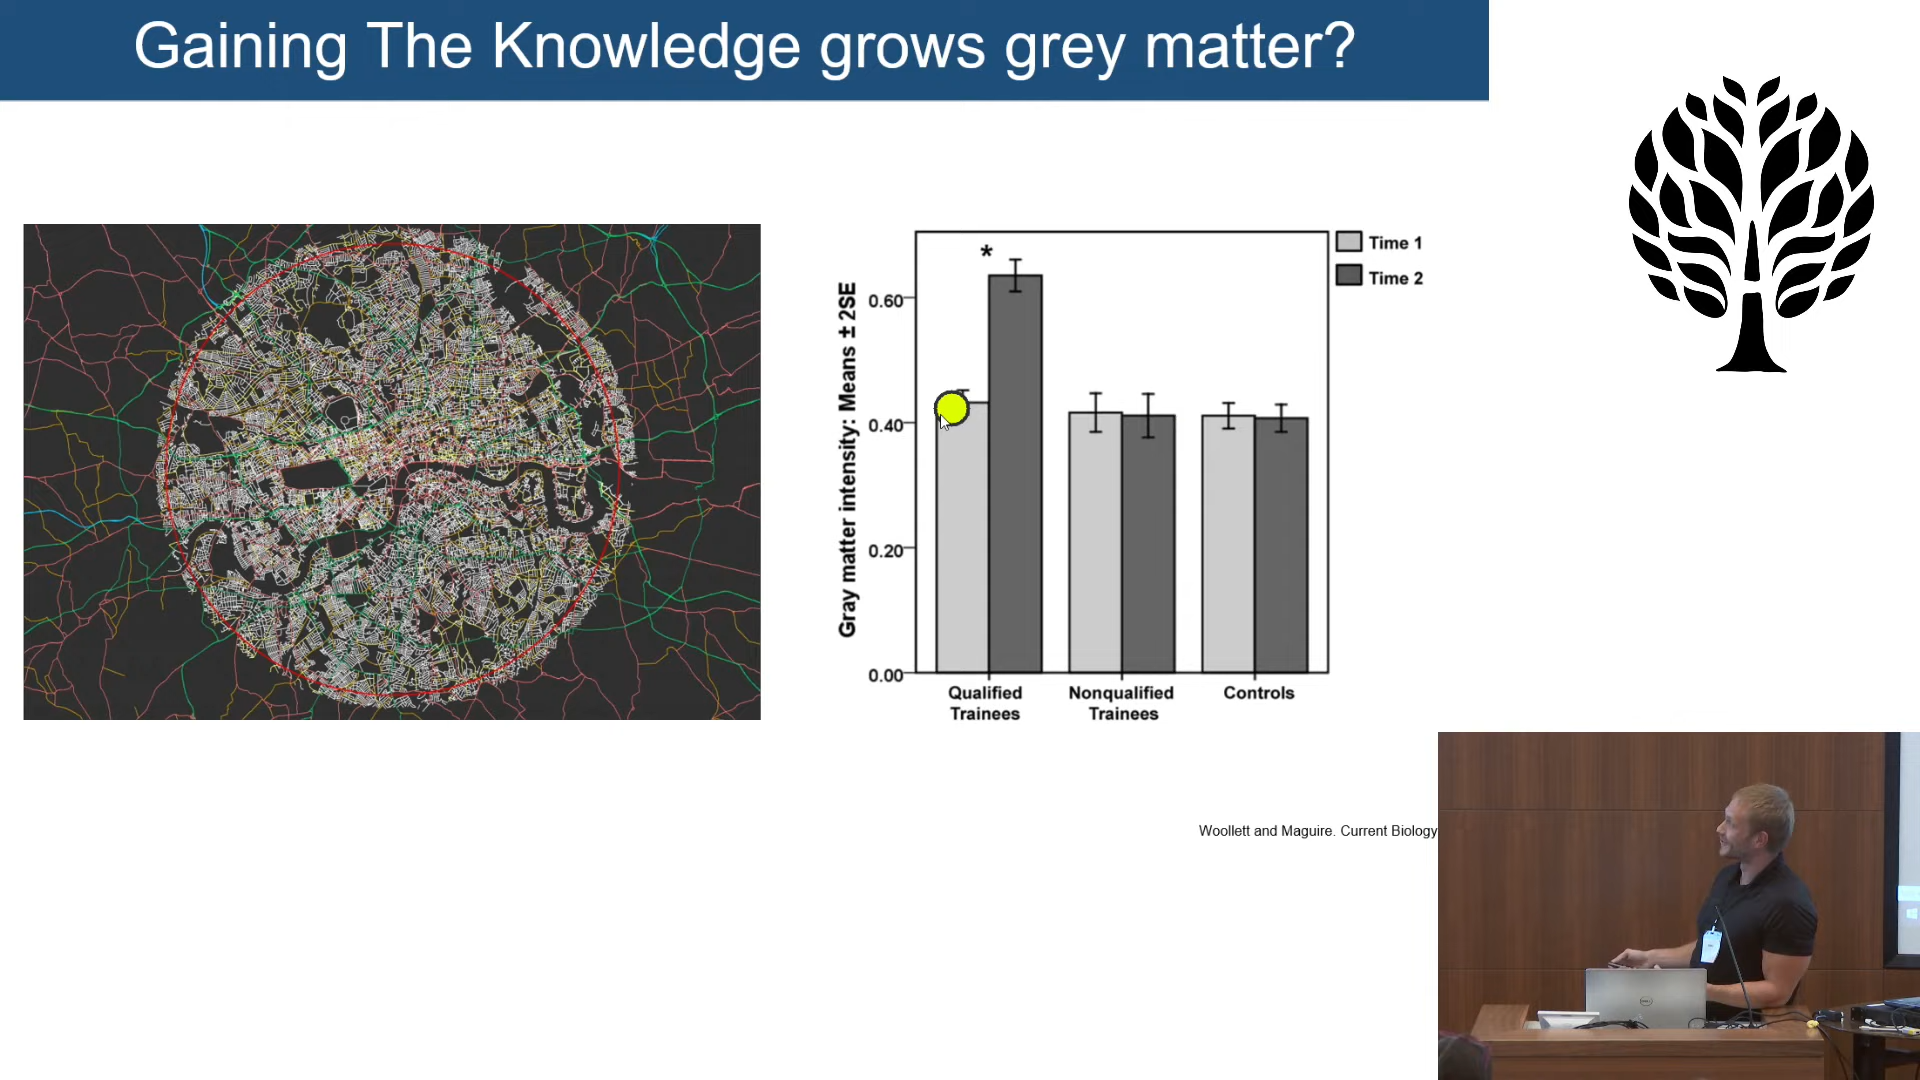 Gaining The Knowledge grows grey matter?
Gray matter intensity: Means ± 2SE
*
Time 1
Time 2
0.60
0.40
0.20
0.00
Qualified
Trainees
Nonqualified
Trainees
Controls
Woollett and Maguire. Current Biology